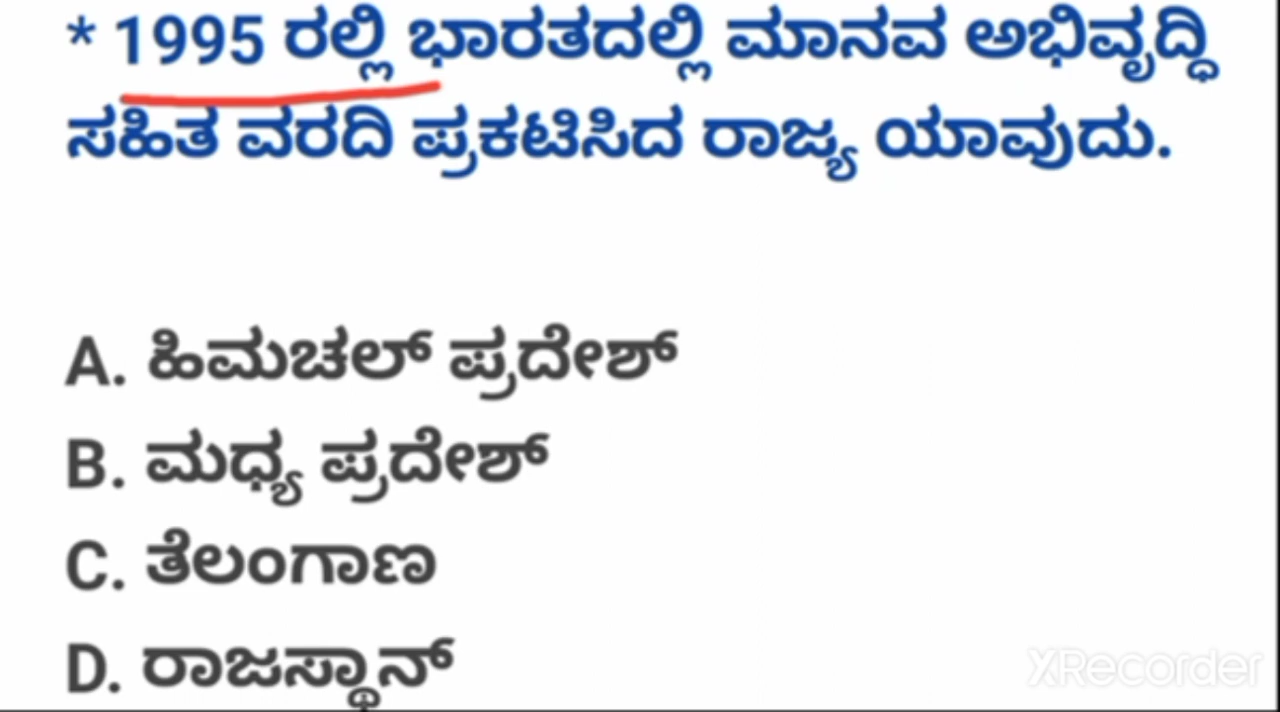 * 1995 ರಲ್ಲಿ ಭಾರತದಲ್ಲಿ ಮಾನವ ಅಭಿವೃದ್ಧಿ
ಸಹಿತ ವರದಿ ಪ್ರಕಟಿಸಿದ ರಾಜ್ಯ ಯಾವುದು.
A. ಹಿಮಚಲ್ ಪ್ರದೇಶ್
B. ಮಧ್ಯ ಪ್ರದೇಶ್
C. ತೆಲಂಗಾಣ
D. ರಾಜಸ್ಥಾನ್
XRecorder